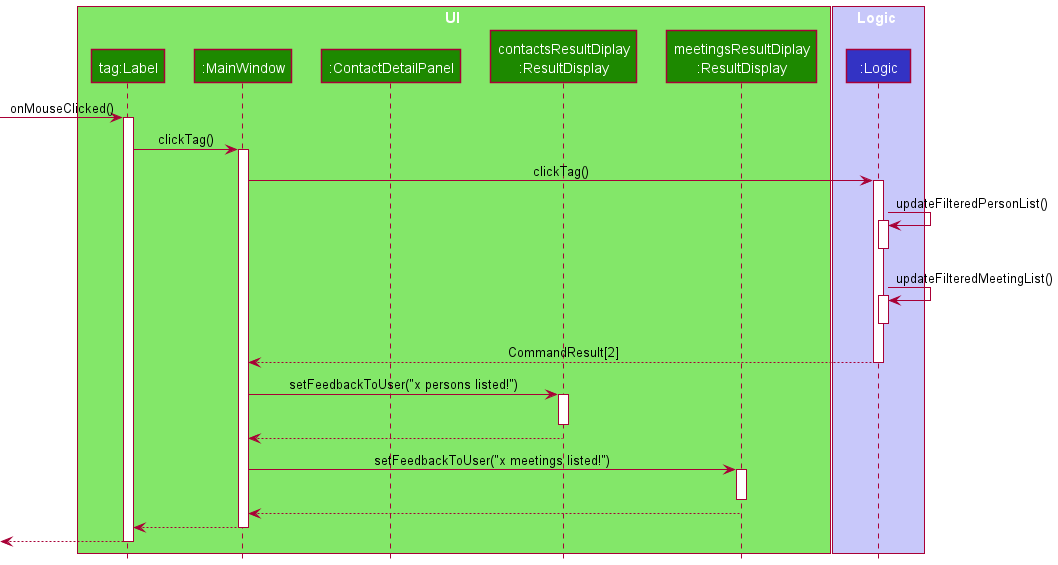 UI
Logic
tag:Label
:MainWindow
:ContactDetailPanel
contactsResultDiplay
:ResultDisplay
meetingsResultDiplay
:ResultDisplay
:Logic
onMouseClicked()
clickTag()
clickTag()
updateFilteredPersonList()
updateFilteredMeetingList()
CommandResult[2]
setFeedbackToUser("x persons listed!")
setFeedbackToUser("x meetings listed!")